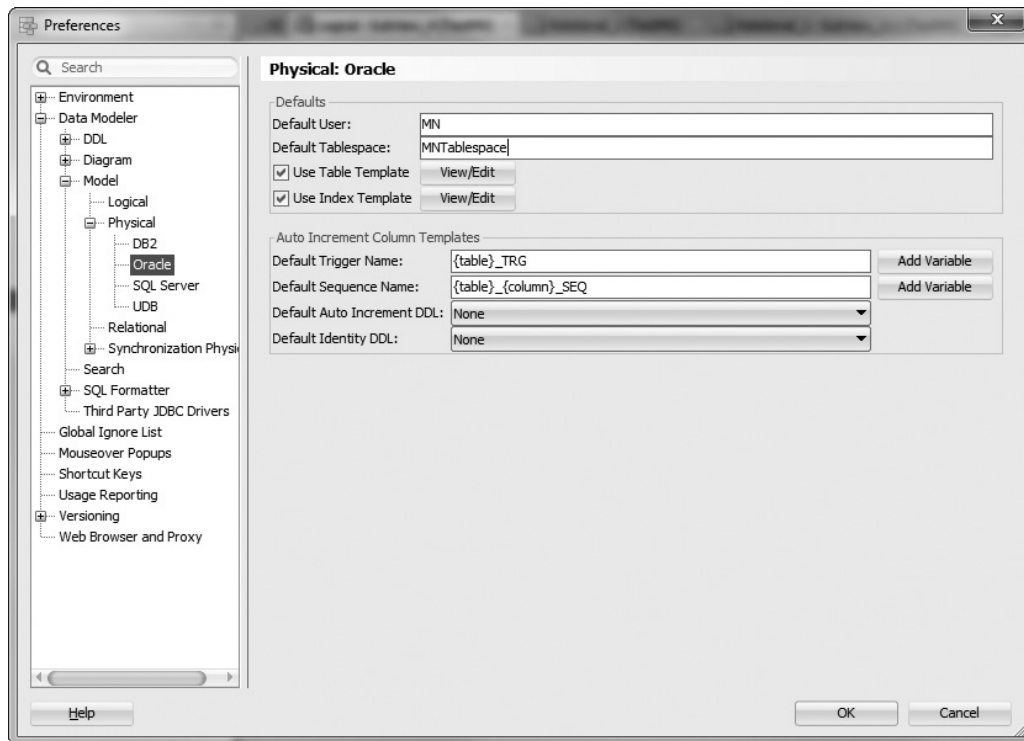 Preferences
Search
Environment
Data Modeler
DDL
Diagram
Model
Logical
Physical
DB2
Oracle
SQL Server
UDB
Relational
Synchronization Physi
Search
SQL Formatter
Third Party JDBC Drivers
Global Ignore List
Mouseover Popups
Shortcut Keys
Usage Reporting
Versioning
Web Browser and Proxy
Physical: Oracle
Defaults
Default User: MN
Default Tablespace: MNTablespace
Use Table Template View/Edit
Use Index Template View/Edit
Auto Increment Column Templates
Default Trigger Name: {table}_TRG Add Variable
Default Sequence Name: {table}_{column}_SEQ Add Variable
Default Auto Increment DDL: None
Default Identity DDL: None
Help OK Cancel